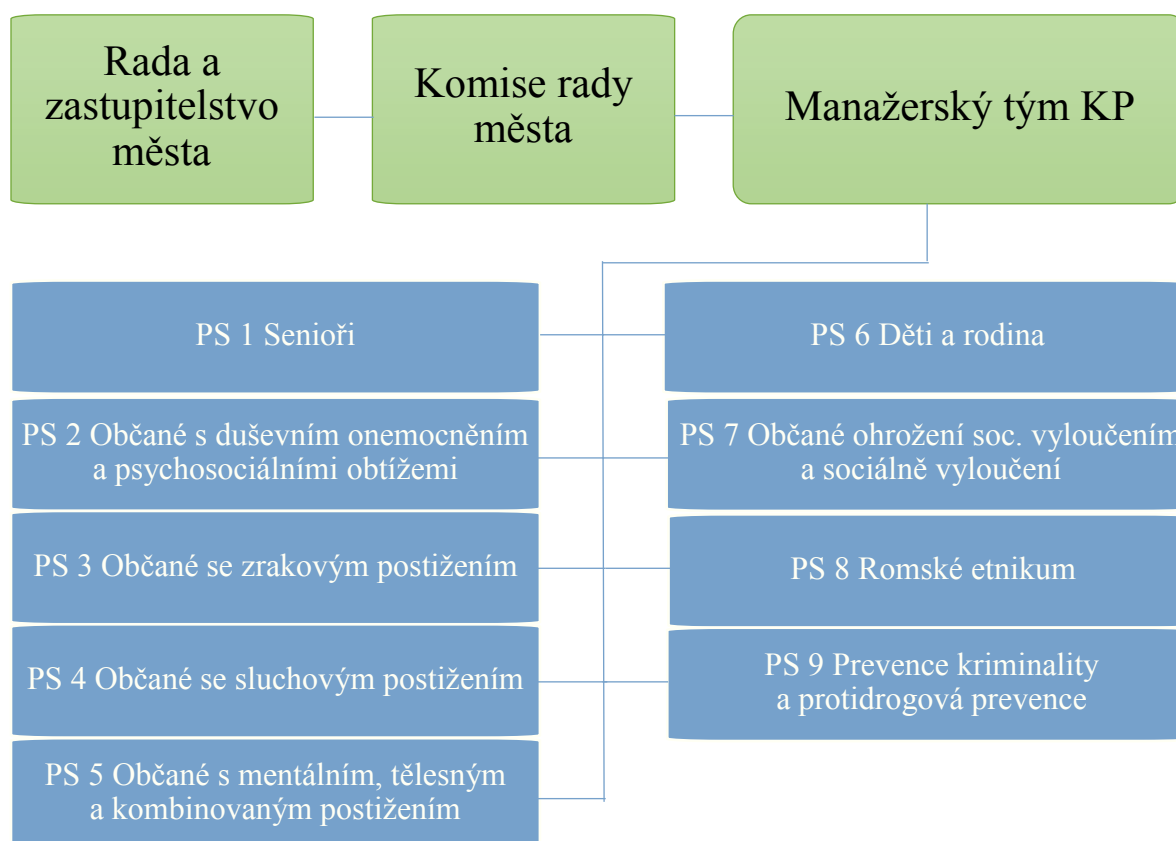 Rada a
zastupitelstvo
města
Komise rady
města
Manažerský tým KP
PS 1 Senioři
PS 2 Občané s duševním onemocněním
a psychosociálními obtížemi
PS 3 Občané se zrakovým postižením
PS 4 Občané se sluchovým postižením
PS 5 Občané s mentálním, tělesným
a kombinovaným postižením
PS 6 Děti a rodina
PS 7 Občané ohrožení soc. vyloučením
a sociálně vyloučení
PS 8 Romské etnikum
PS 9 Prevence kriminality
a protidrogová prevence